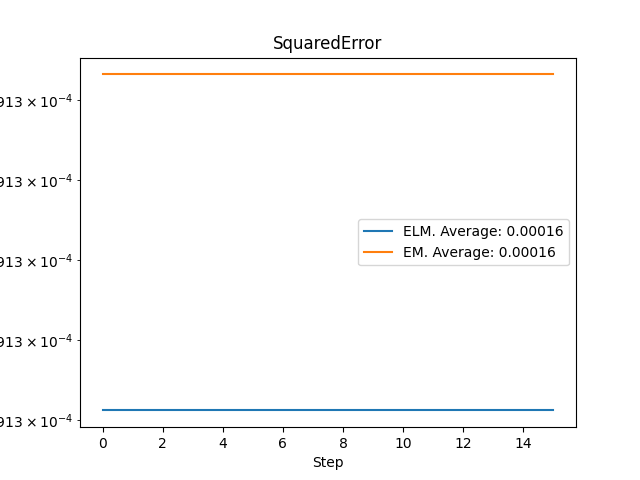 SquaredError
913 × 10⁻⁴
913 × 10⁻⁴
913 × 10⁻⁴
913 × 10⁻⁴
913 × 10⁻⁴
ELM. Average: 0.00016
EM. Average: 0.00016
0 2 4 6 8 10 12 14
Step